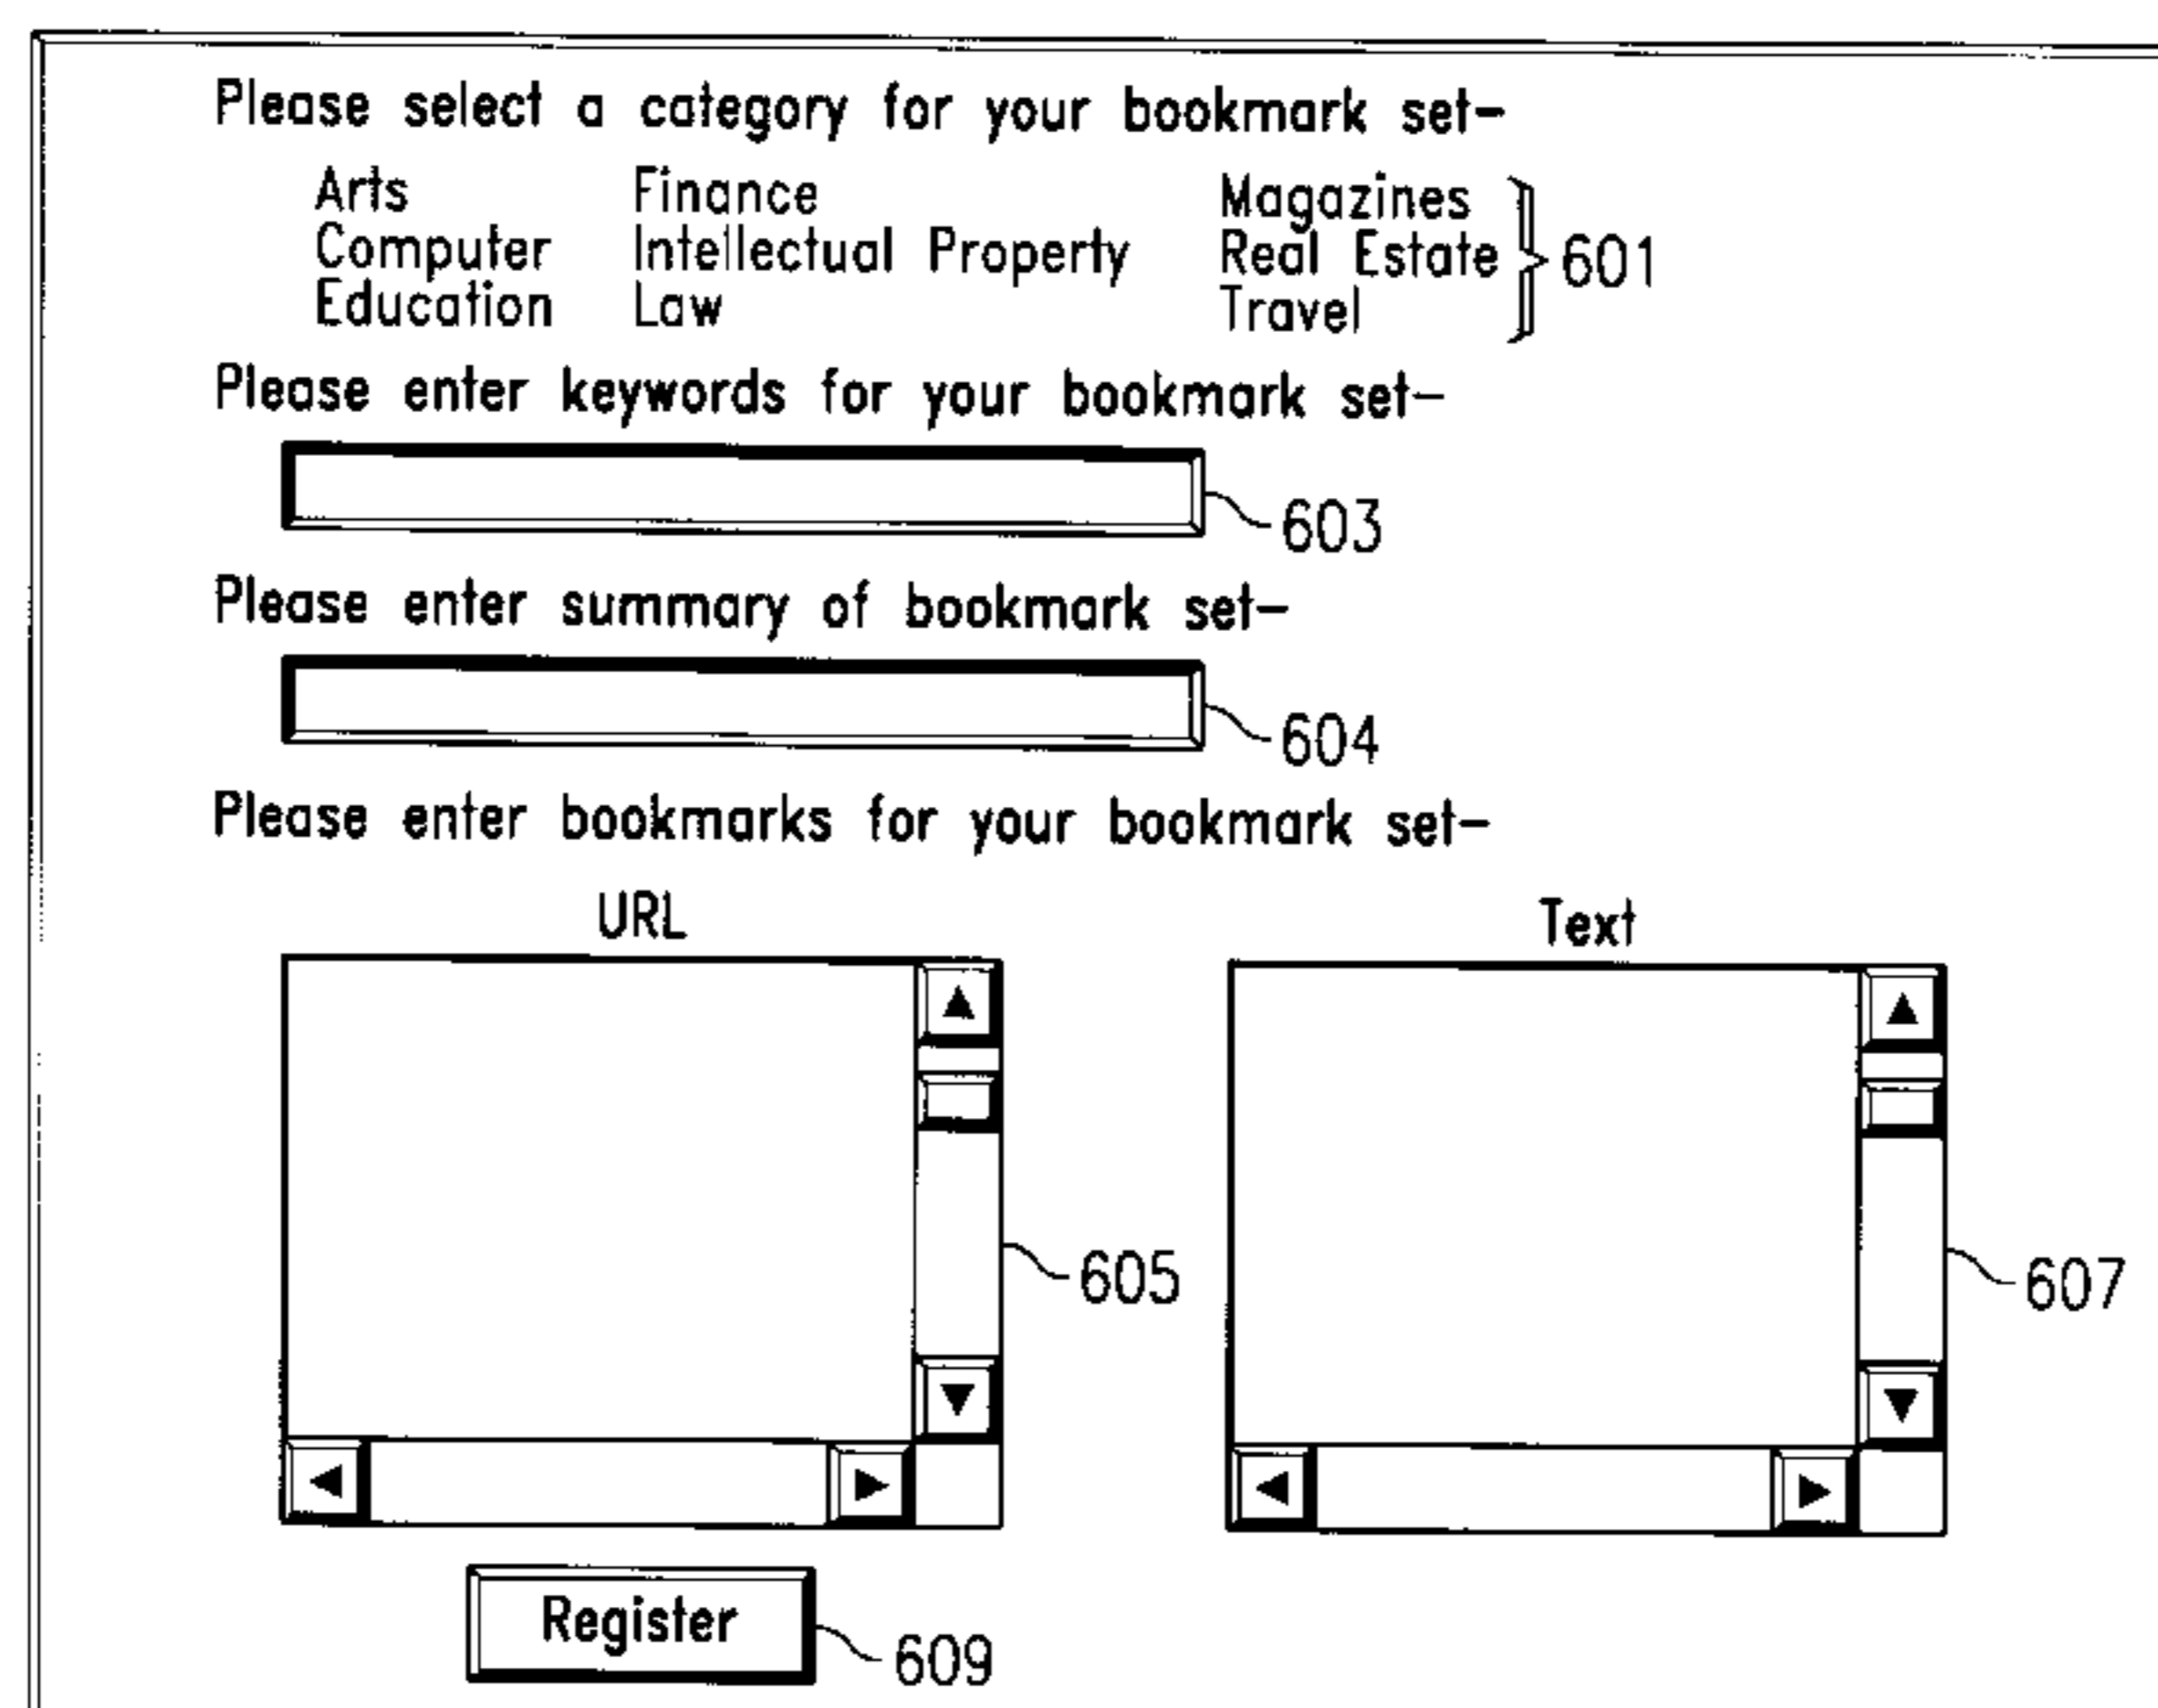 Please select a category for your bookmark set-
Arts Finance Magazines
Computer Intellectual Property Real Estate 601
Education Law Travel
Please enter keywords for your bookmark set-
603
Please enter summary of bookmark set-
604
Please enter bookmarks for your bookmark set-
URL Text
605 607
Register
609